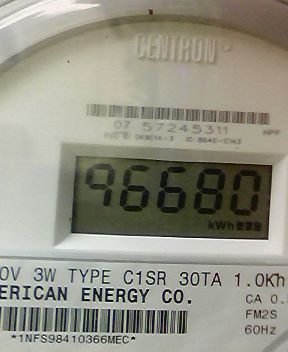 CENTRON®
07 57245311
96680
kWh
0V 3W TYPE C1SR 30TA 1.0Kh
ERICAN ENERGY CO.
CA 0.
FM2S
60Hz
*1NFS98410366MEC*